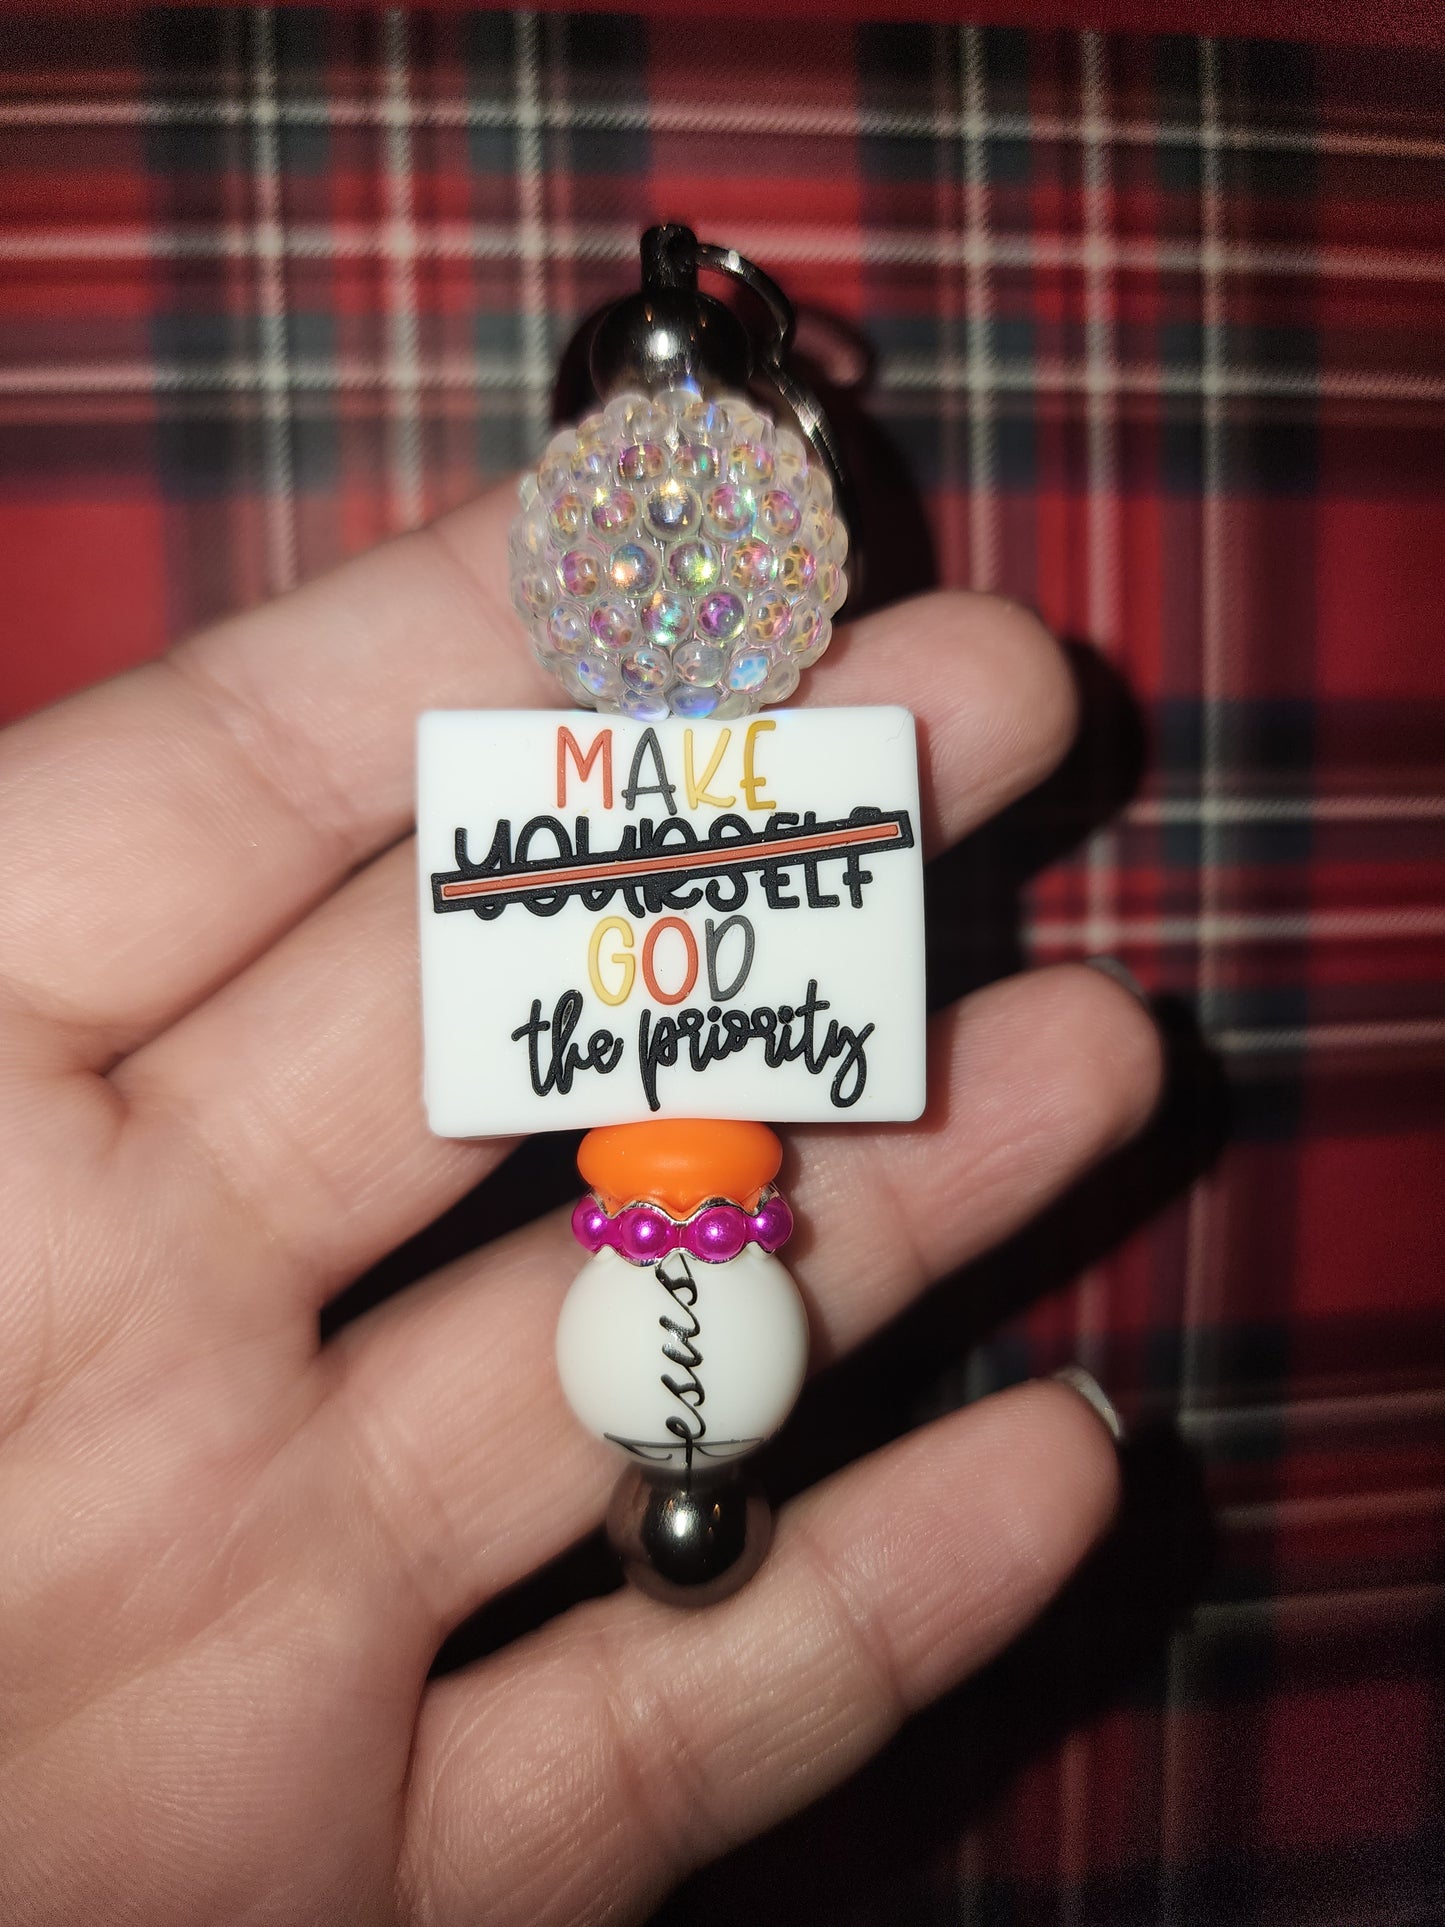 MAKE
YOURSELF
GOD
the priority
Jesus